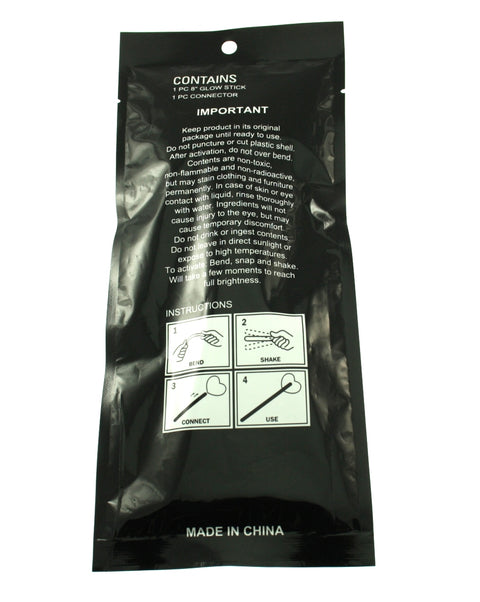 CONTAINS
1 PC 8" GLOW STICK
1 PC CONNECTOR
IMPORTANT
Keep product in its original
package until ready to use.
Do not puncture or cut plastic shell.
After activation, do not over bend.
Contents are non-toxic,
non-flammable and non-radioactive,
but may stain clothing and furniture
permanently. In case of skin or eye
contact with liquid, rinse thoroughly
with water. Ingredients will not
cause injury to the eye, but may
cause temporary discomfort.
Do not drink or ingest contents.
Do not leave in direct sunlight or
expose to high temperatures.
To activate: Bend, snap and shake.
Will take a few moments to reach
full brightness.
INSTRUCTIONS
1
BEND
2
SHAKE
3
CONNECT
4
USE
MADE IN CHINA